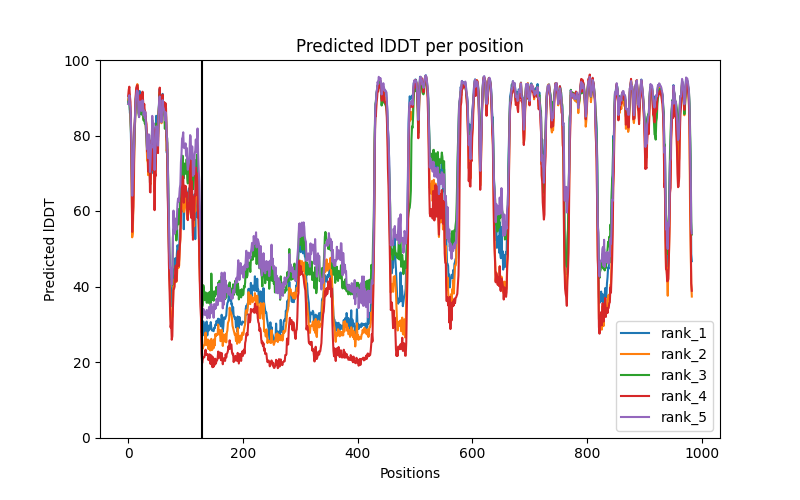 Predicted lDDT per position
Predicted lDDT
100
80
60
40
20
0
0 200 400 600 800 1000
Positions
rank_1
rank_2
rank_3
rank_4
rank_5